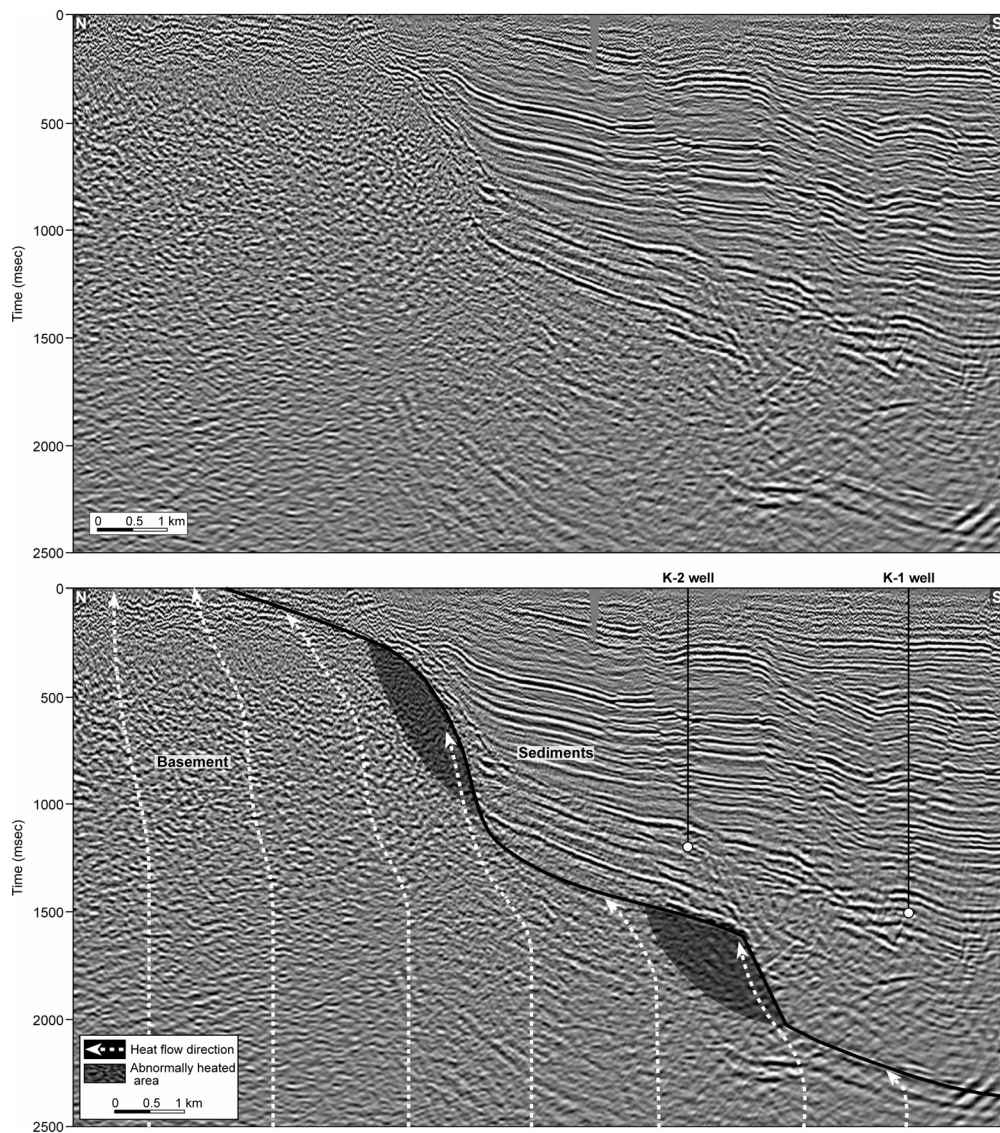 N
S
0
500
1000
1500
2000
2500
Time (msec)
0 0.5 1 km
K-2 well
K-1 well
N
S
0
500
1000
1500
2000
2500
Time (msec)
Basement
Sediments
Heat flow direction
Abnormally heated
area
0 0.5 1 km